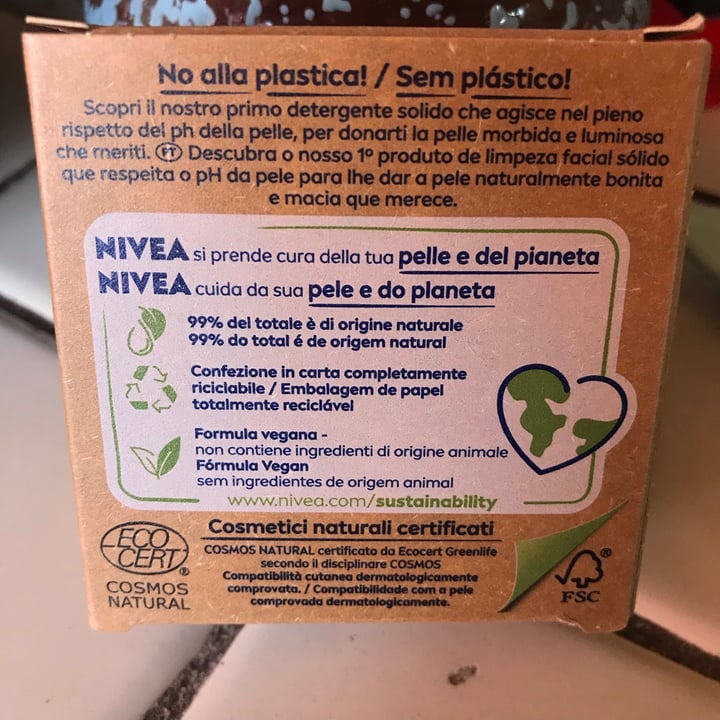 No alla plastica! / Sem plástico!
Scopri il nostro primo detergente solido che agisce nel pieno
rispetto del ph della pelle, per donarti la pelle morbida e luminosa
che meriti. PT Descubra o nosso 1º produto de limpeza facial sólido
que respeita o pH da pele para lhe dar a pele naturalmente bonita
e macia que merece.
NIVEA si prende cura della tua pelle e del pianeta
NIVEA cuida da sua pele e do planeta
99% del totale è di origine naturale
99% do total é de origem natural
Confezione in carta completamente
riciclabile / Embalagem de papel
totalmente reciclável
Formula vegana -
non contiene ingredienti di origine animale
Fórmula Vegan
sem ingredientes de origem animal
www.nivea.com/sustainability
Cosmetici naturali certificati
COSMOS NATURAL certificato da Ecocert Greenlife
secondo il disciplinare COSMOS
Compatibilità cutanea dermatologicamente
comprovata. / Compatibilidade com a pele
comprovada dermatologicamente.
ECO
CERT®
COSMOS
NATURAL
®
FSC